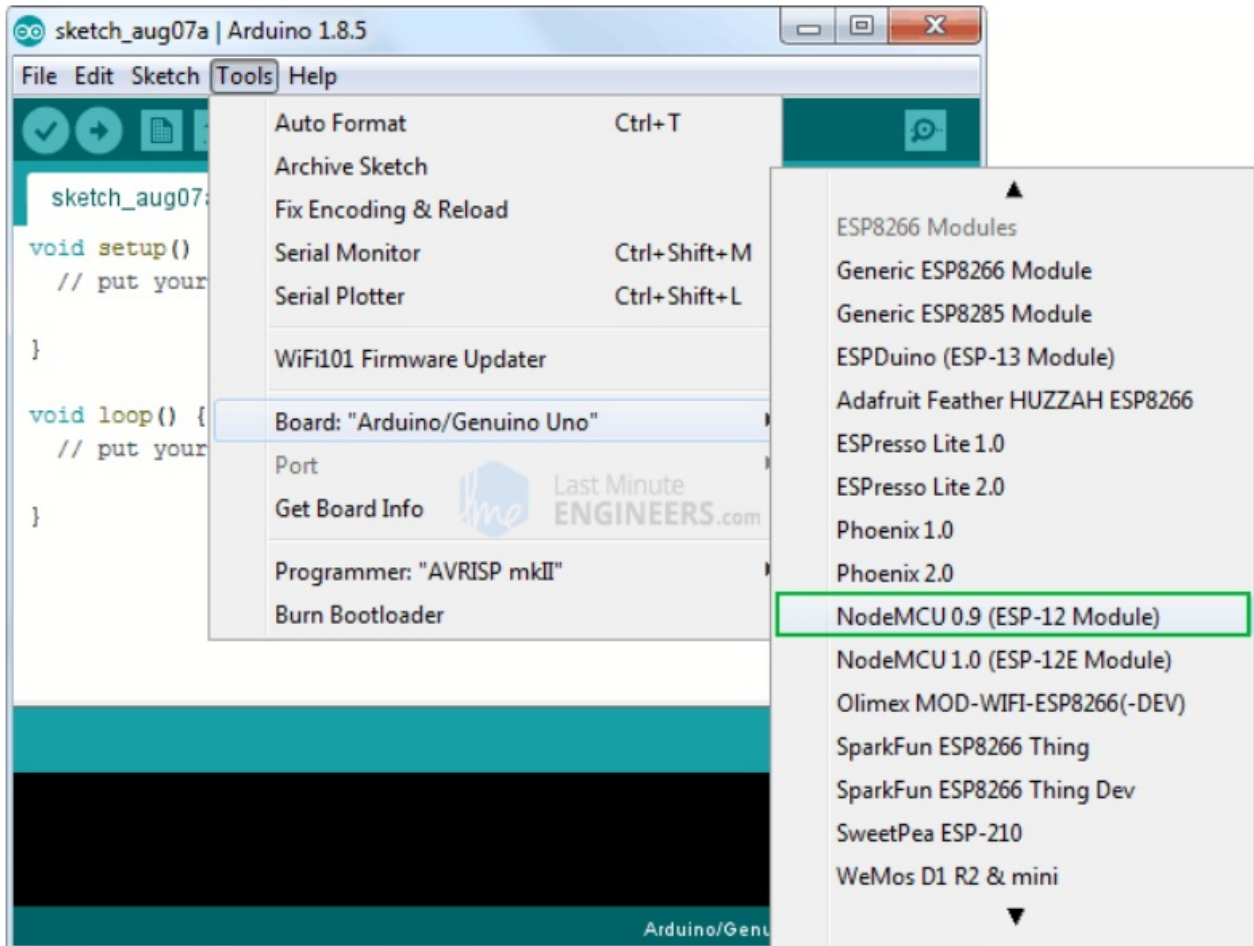 sketch_aug07a | Arduino 1.8.5
File Edit Sketch Tools Help
sketch_aug07a
void setup()
// put your
}
void loop() {
// put your
}
Auto Format Ctrl+T
Archive Sketch
Fix Encoding & Reload
Serial Monitor Ctrl+Shift+M
Serial Plotter Ctrl+Shift+L
WiFi101 Firmware Updater
Board: "Arduino/Genuino Uno"
Port
Get Board Info
Programmer: "AVRISP mkII"
Burn Bootloader
lme Last Minute
ENGINEERS.com
ESP8266 Modules
Generic ESP8266 Module
Generic ESP8285 Module
ESPDuino (ESP-13 Module)
Adafruit Feather HUZZAH ESP8266
ESPresso Lite 1.0
ESPresso Lite 2.0
Phoenix 1.0
Phoenix 2.0
NodeMCU 0.9 (ESP-12 Module)
NodeMCU 1.0 (ESP-12E Module)
Olimex MOD-WIFI-ESP8266(-DEV)
SparkFun ESP8266 Thing
SparkFun ESP8266 Thing Dev
SweetPea ESP-210
WeMos D1 R2 & mini
Arduino/Genu